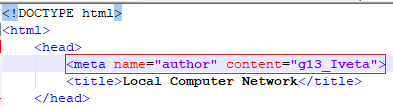 <!DOCTYPE html>
<html>
<head>
<meta name="author" content="g13_Iveta">
<title>Local Computer Network</title>
</head>